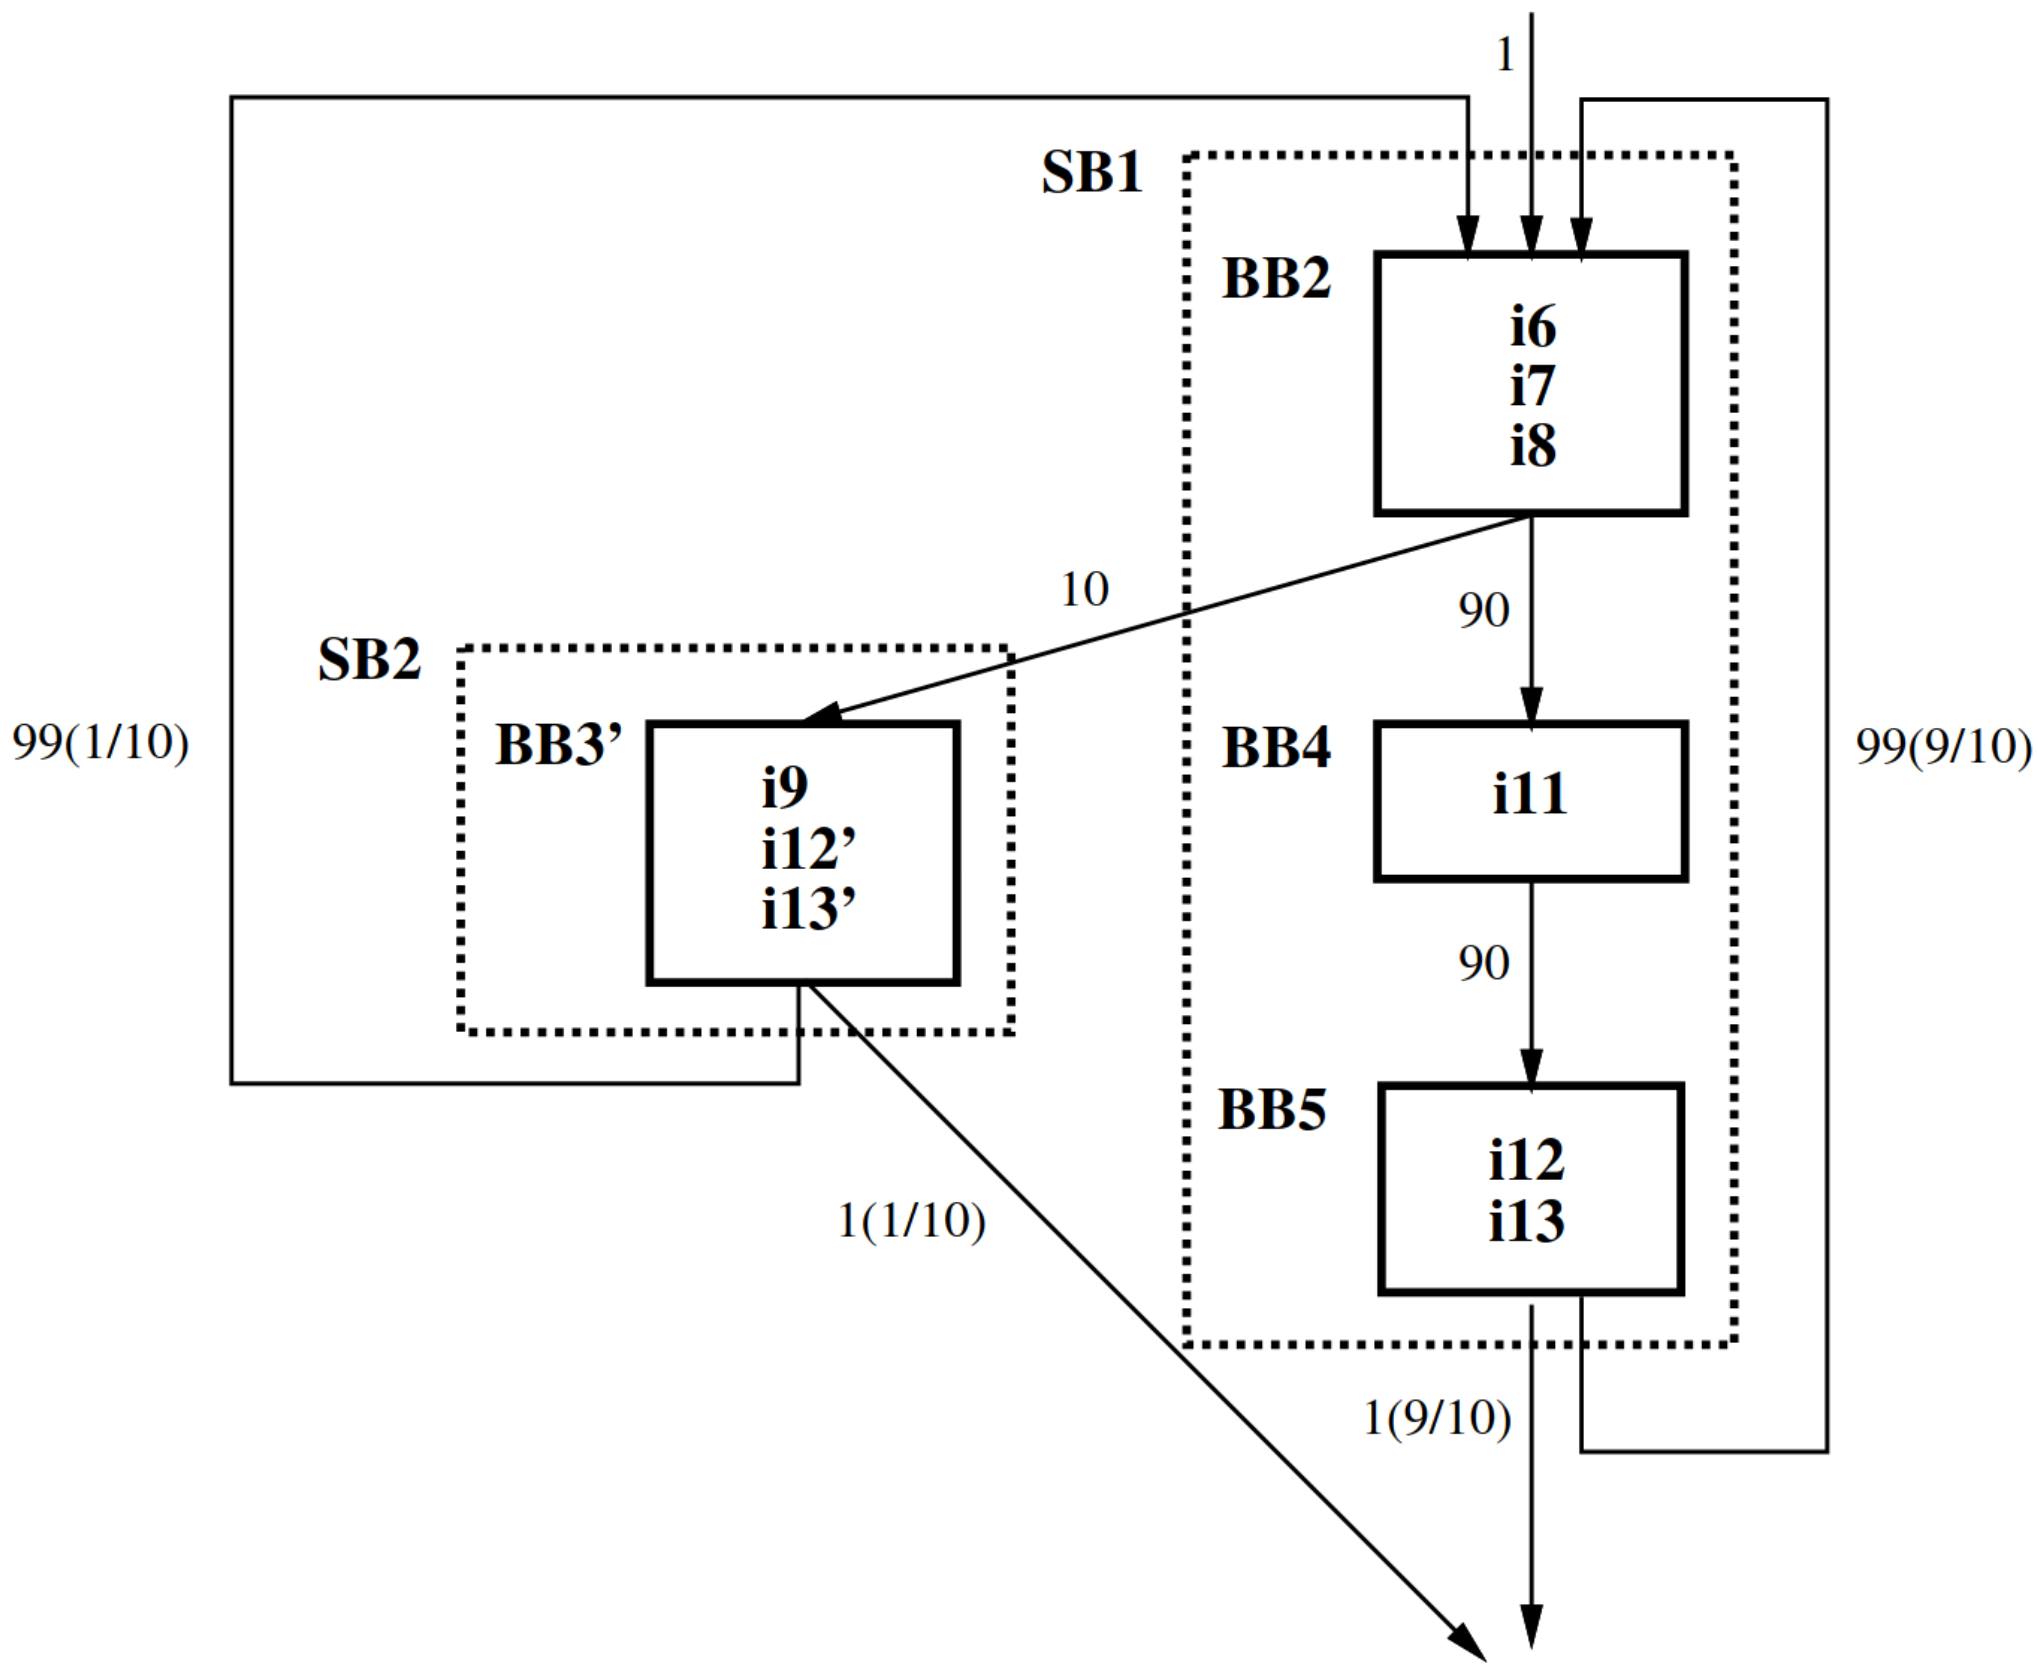 1
SB1
BB2
i6
i7
i8
10
90
SB2
BB3’
i9
i12’
i13’
99(1/10)
BB4
i11
99(9/10)
90
BB5
i12
i13
1(1/10)
1(9/10)